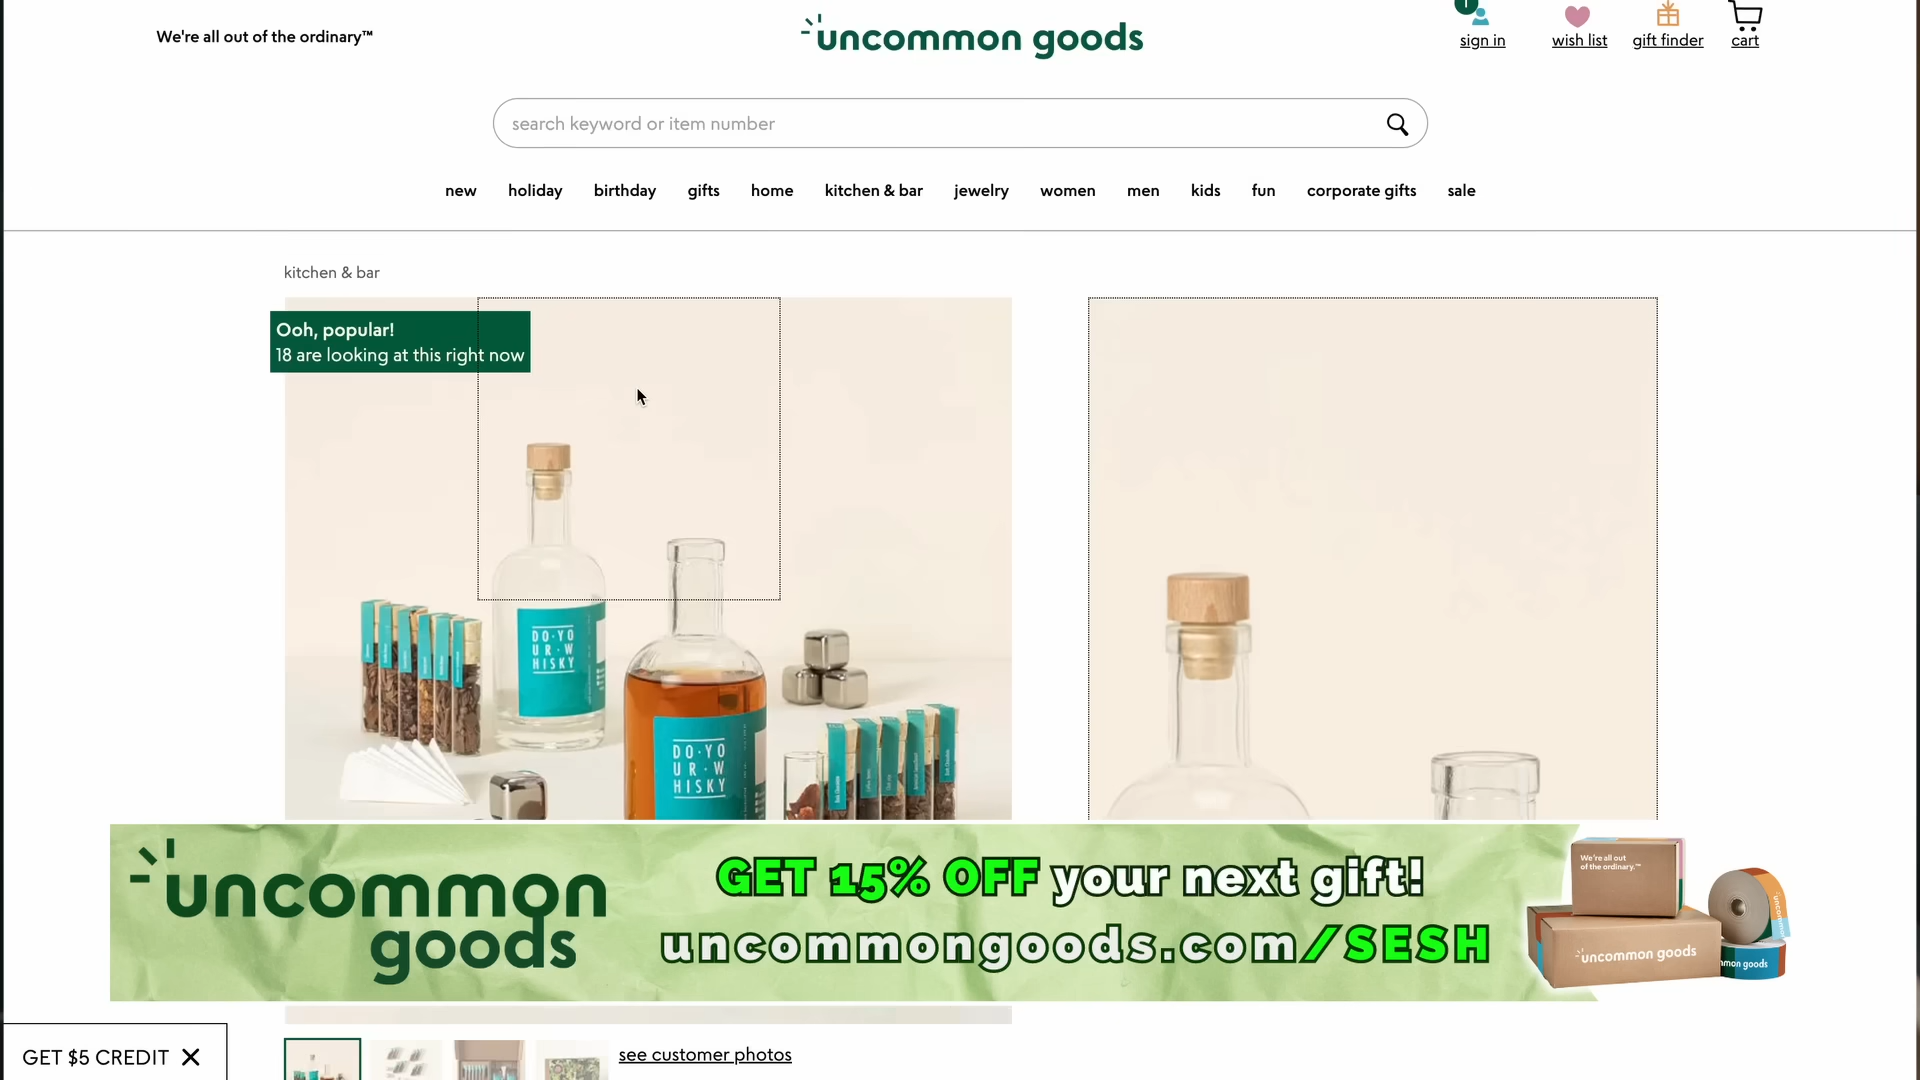 We're all out of the ordinary™
uncommon goods
1
sign in
wish list
gift finder
cart
search keyword or item number
new holiday birthday gifts home kitchen & bar jewelry women men kids fun corporate gifts sale
kitchen & bar
Ooh, popular!
18 are looking at this right now
DO·YO
UR·W
HISKY
DO·YO
UR·W
HISKY
uncommon
goods
GET 15% OFF your next gift!
uncommongoods.com/SESH
We're all out
of the ordinary.™
uncommon goods
mmon goods
GET $5 CREDIT
see customer photos